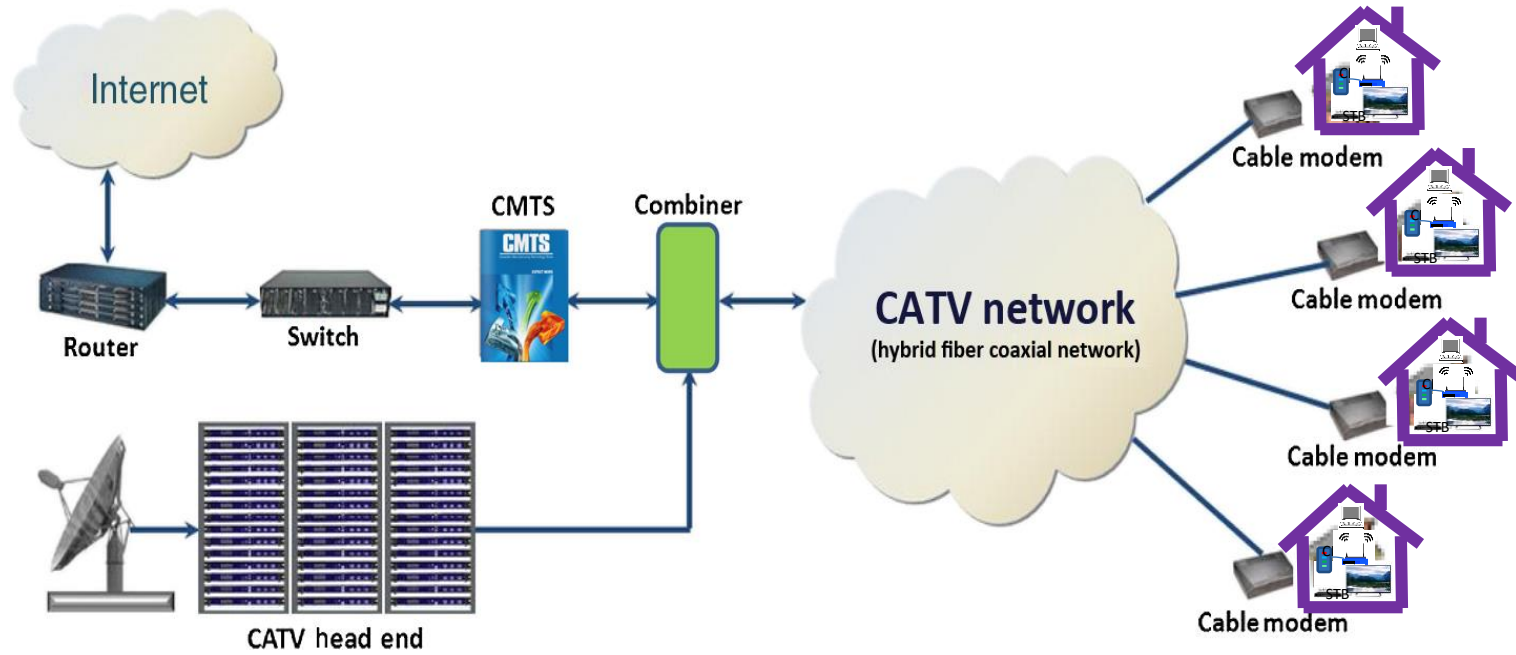 Internet
CMTS
Combiner
CMTS
Router
Switch
CATV network
(hybrid fiber coaxial network)
CATV head end
STB
Cable modem
STB
Cable modem
STB
Cable modem
STB
Cable modem